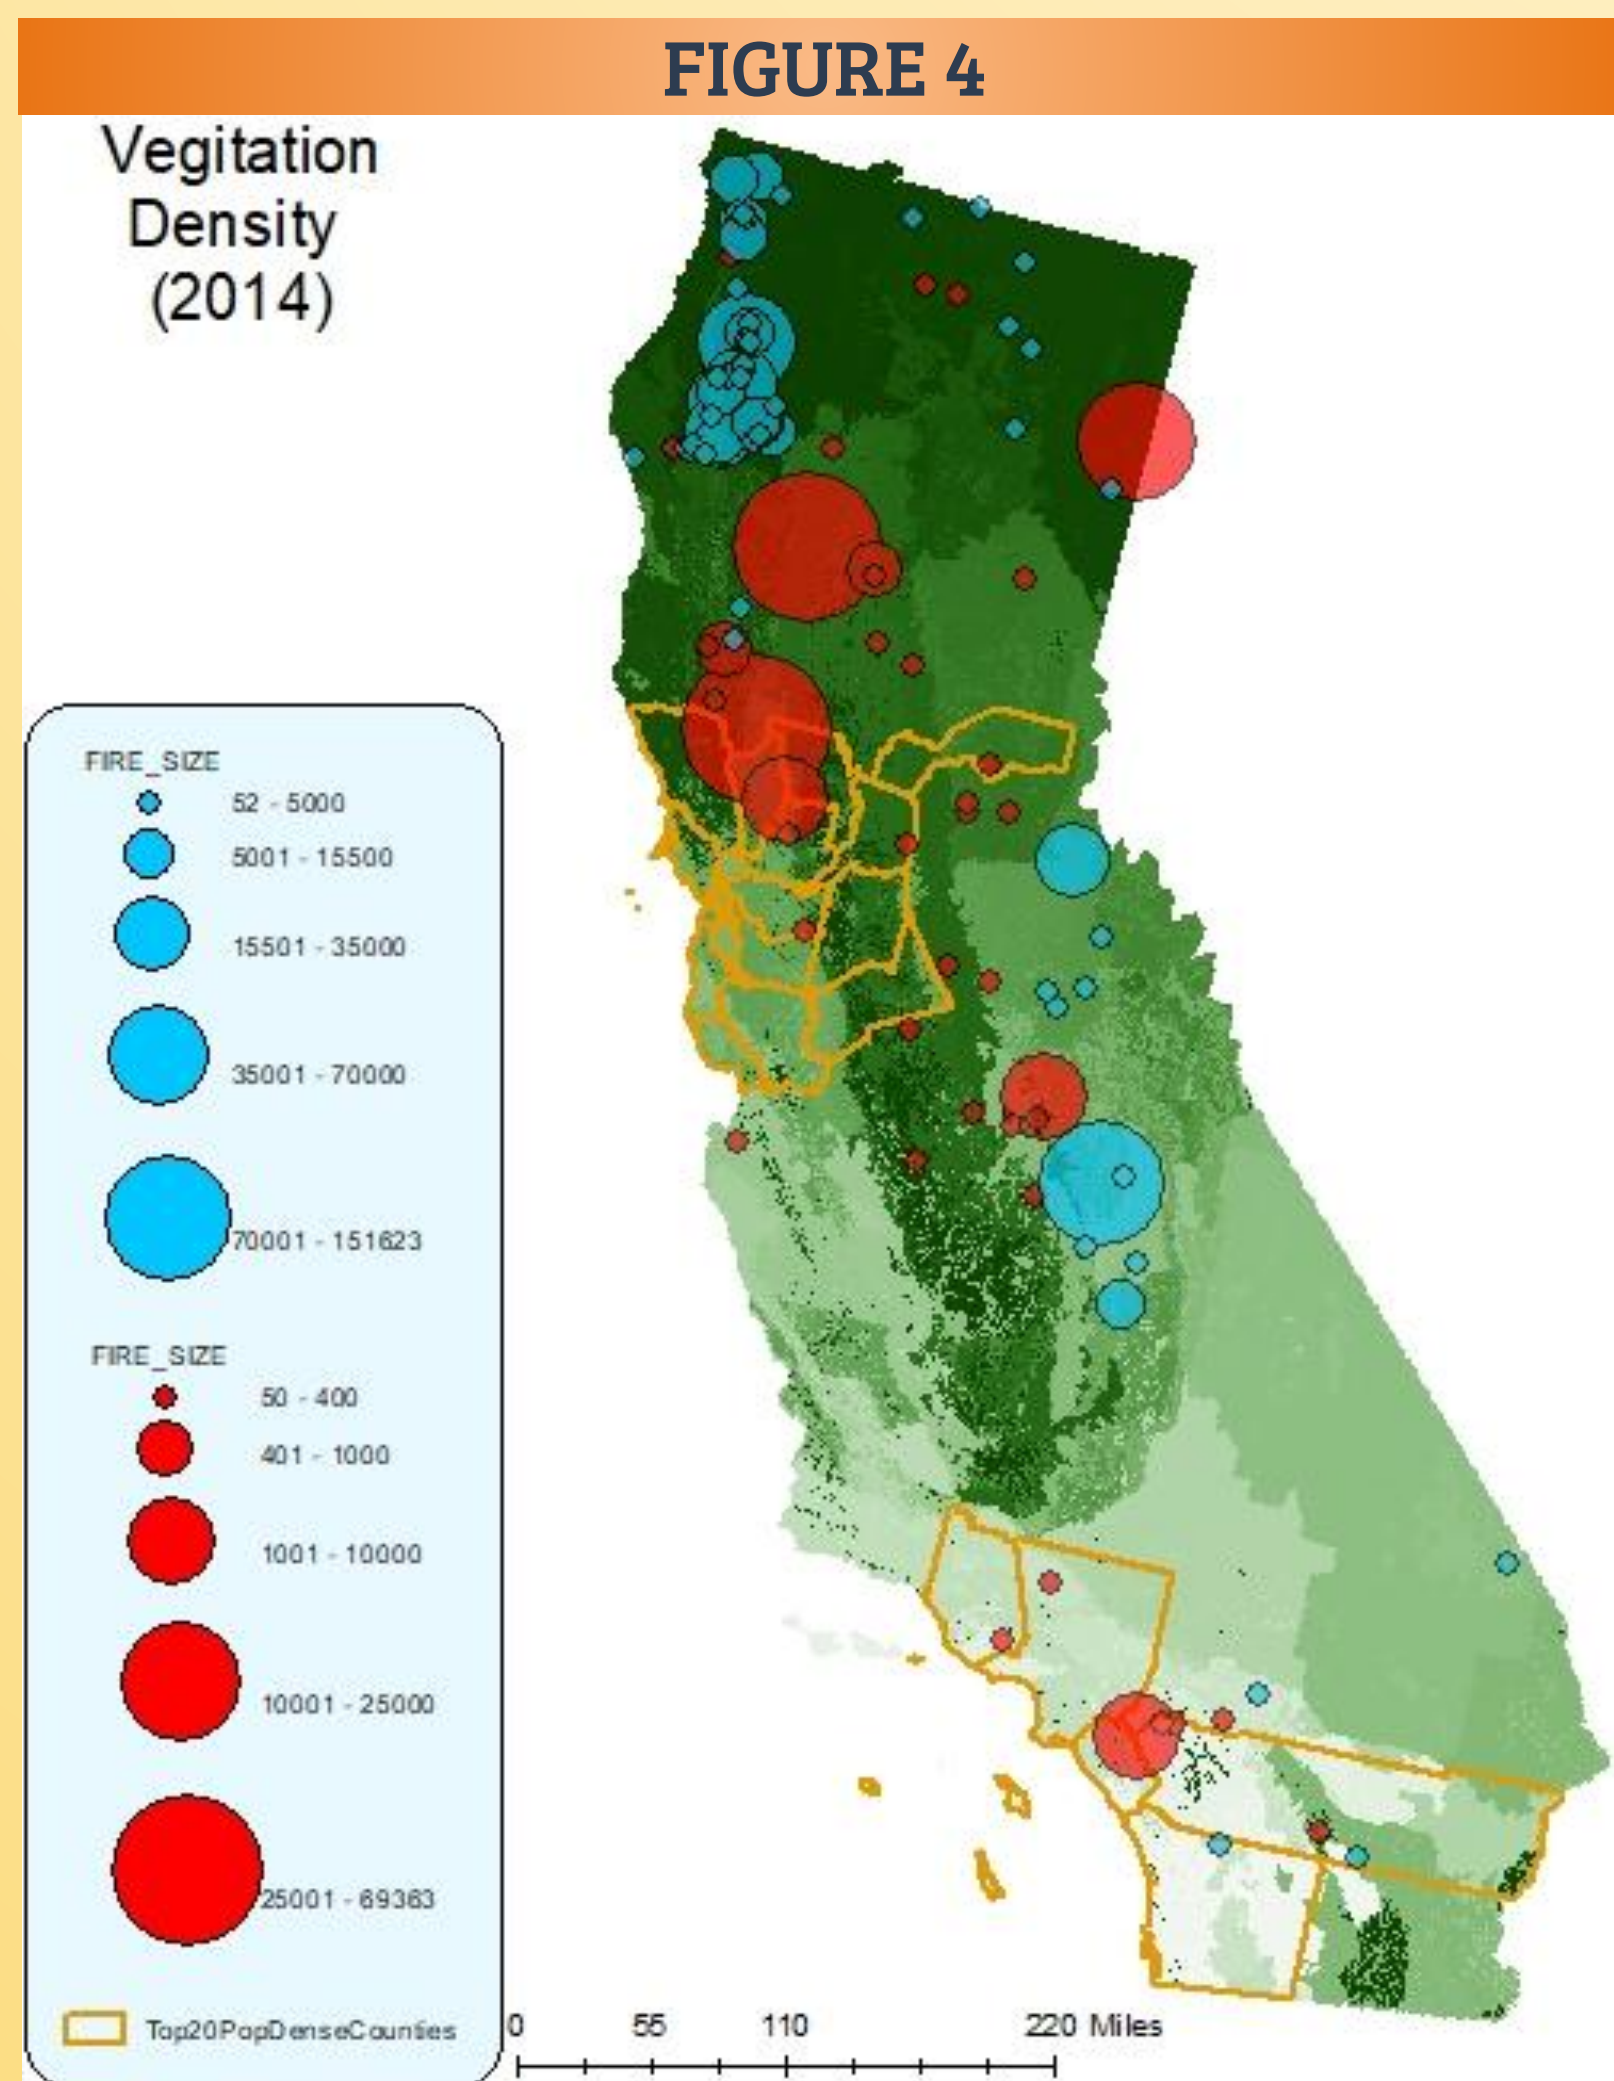 FIGURE 4
Vegitation
Density
(2014)
FIRE_SIZE
52 - 5000
5001 - 15500
15501 - 35000
35001 - 70000
70001 - 151623
FIRE_SIZE
50 - 400
401 - 1000
1001 - 10000
10001 - 25000
25001 - 69363
Top20PopDenseCounties
0 55 110 220 Miles